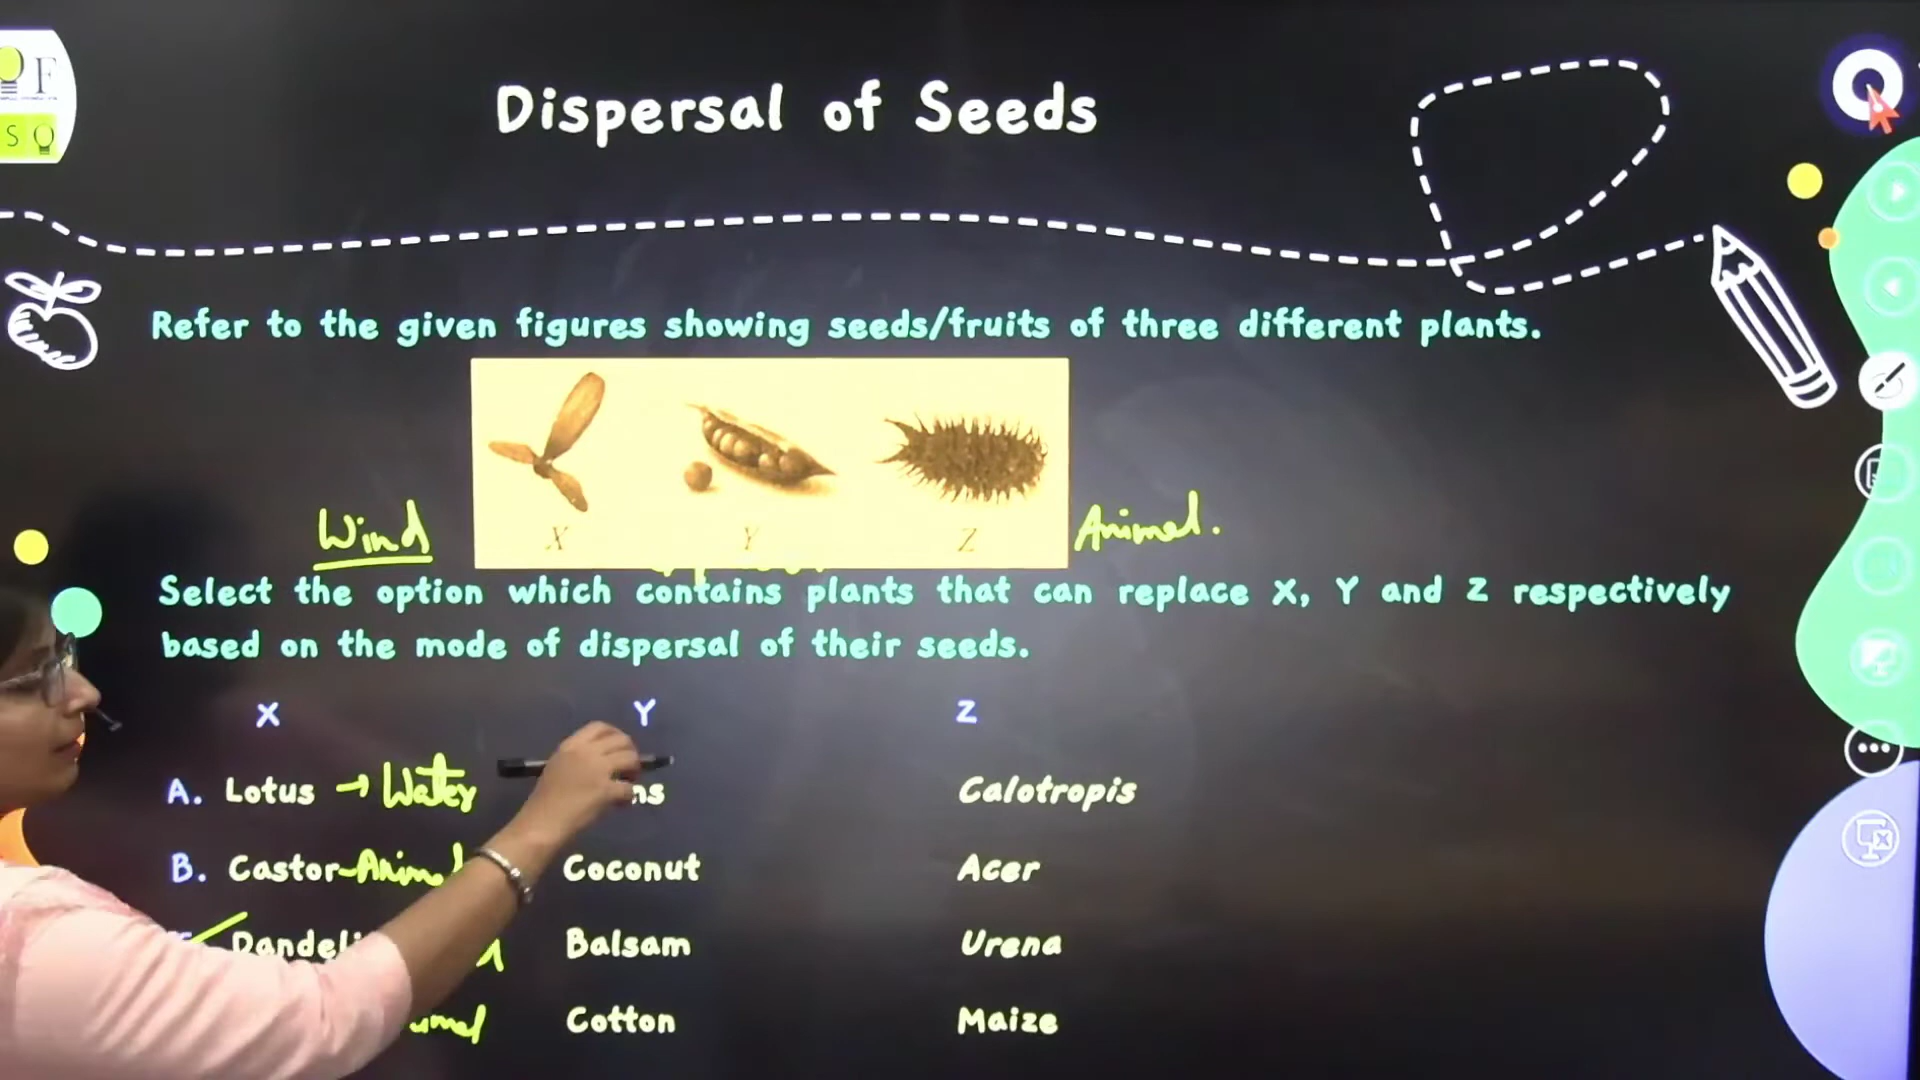 F
S O
Dispersal of Seeds
Refer to the given figures showing seeds/fruits of three different plants.
X Y Z
Wind
Animal.
Select the option which contains plants that can replace X, Y and Z respectively
based on the mode of dispersal of their seeds.
X Y Z
A. Lotus → Water Calotropis
B. Castor Coconut Acer
Balsam Urena
Cotton Maize